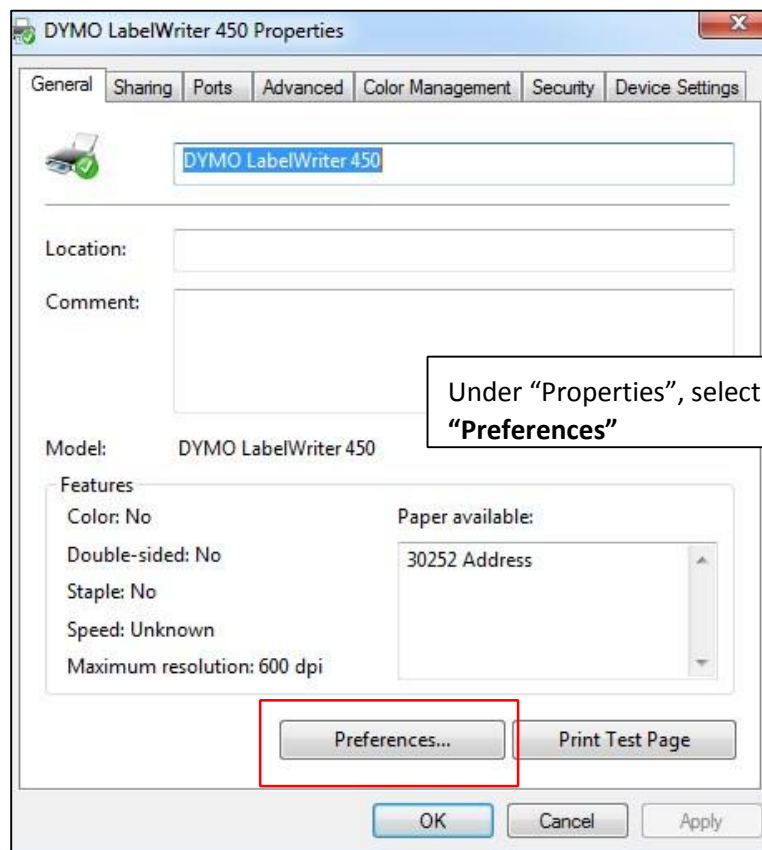 DYMO LabelWriter 450 Properties
General Sharing Ports Advanced Color Management Security Device Settings
DYMO LabelWriter 450
Location:
Comment:
Under “Properties”, select
“Preferences”
Model: DYMO LabelWriter 450
Features
Color: No
Paper available:
Double-sided: No
30252 Address
Staple: No
Speed: Unknown
Maximum resolution: 600 dpi
Preferences... Print Test Page
OK Cancel Apply